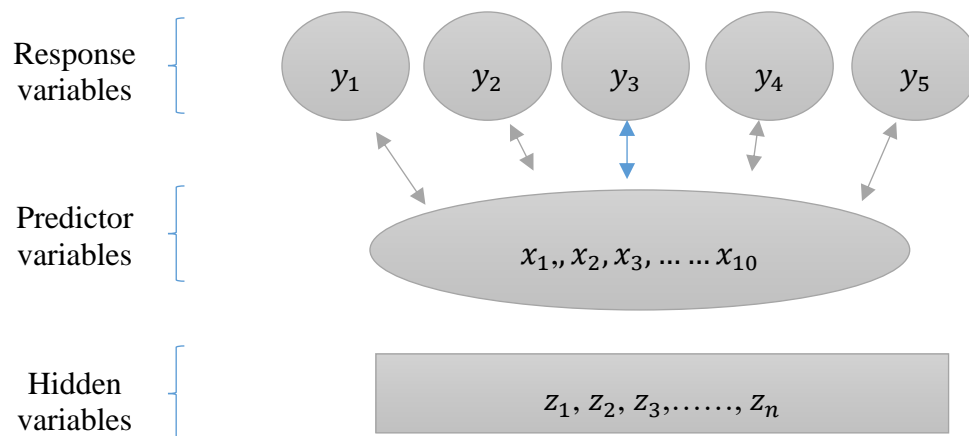 Response variables
y₁ y₂ y₃ y₄ y₅
Predictor variables
x₁,, x₂, x₃, … … x₁₀
Hidden variables
z₁, z₂, z₃,……, zₙ